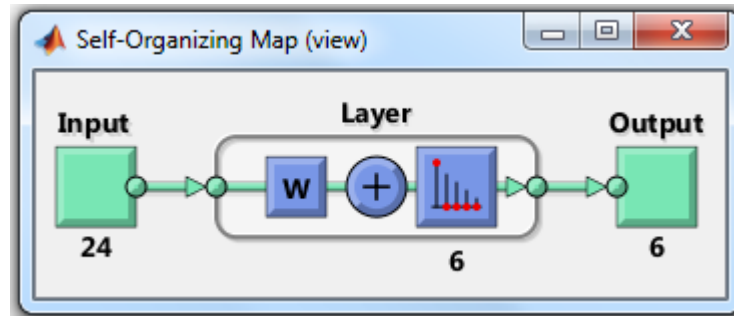 Self-Organizing Map (view)
Input
Layer
Output
W
24
6
6